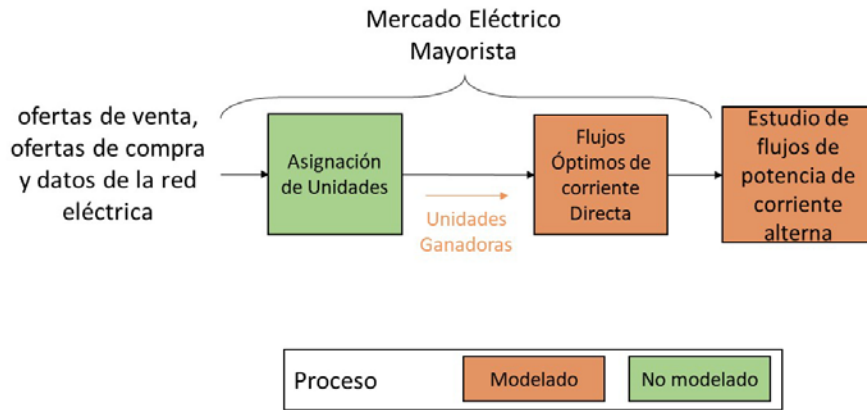 Mercado Eléctrico
Mayorista
ofertas de venta,
ofertas de compra
y datos de la red
eléctrica
Asignación
de Unidades
Unidades
Ganadoras
Flujos
Óptimos de
corriente
Directa
Estudio de
flujos de
potencia de
corriente
alterna
Proceso
Modelado
No modelado